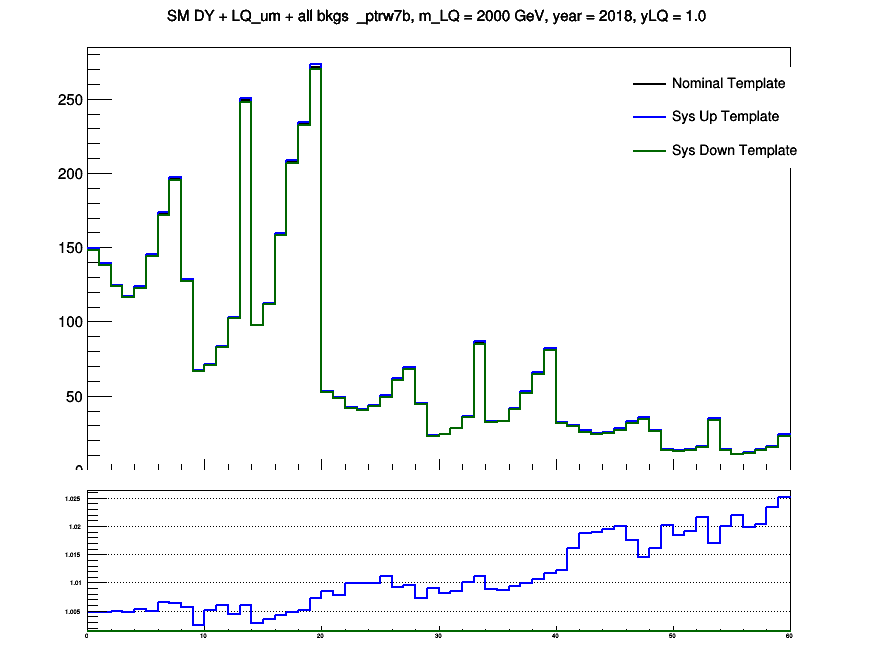 SM DY + LQ_um + all bkgs _ptrw7b, m_LQ = 2000 GeV, year = 2018, yLQ = 1.0
Nominal Template
Sys Up Template
Sys Down Template
250
200
150
100
50
0
1.025
1.02
1.015
1.01
1.005
0 10 20 30 40 50 60